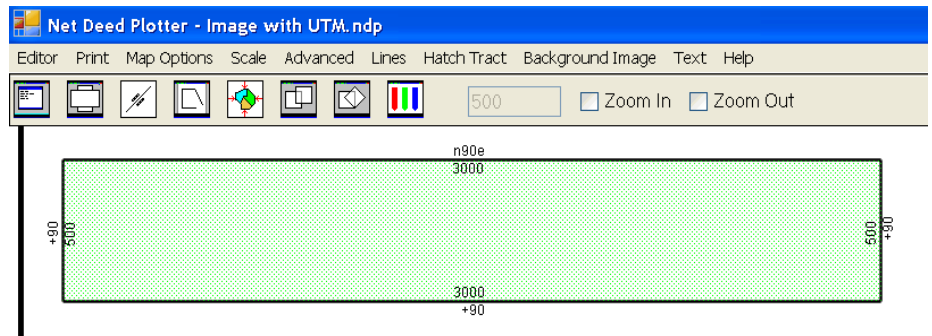 Net Deed Plotter - Image with UTM.ndp
Editor Print Map Options Scale Advanced Lines Hatch Tract Background Image Text Help
500 Zoom In Zoom Out
n90e
3000
+90
500
500
+90
3000
+90